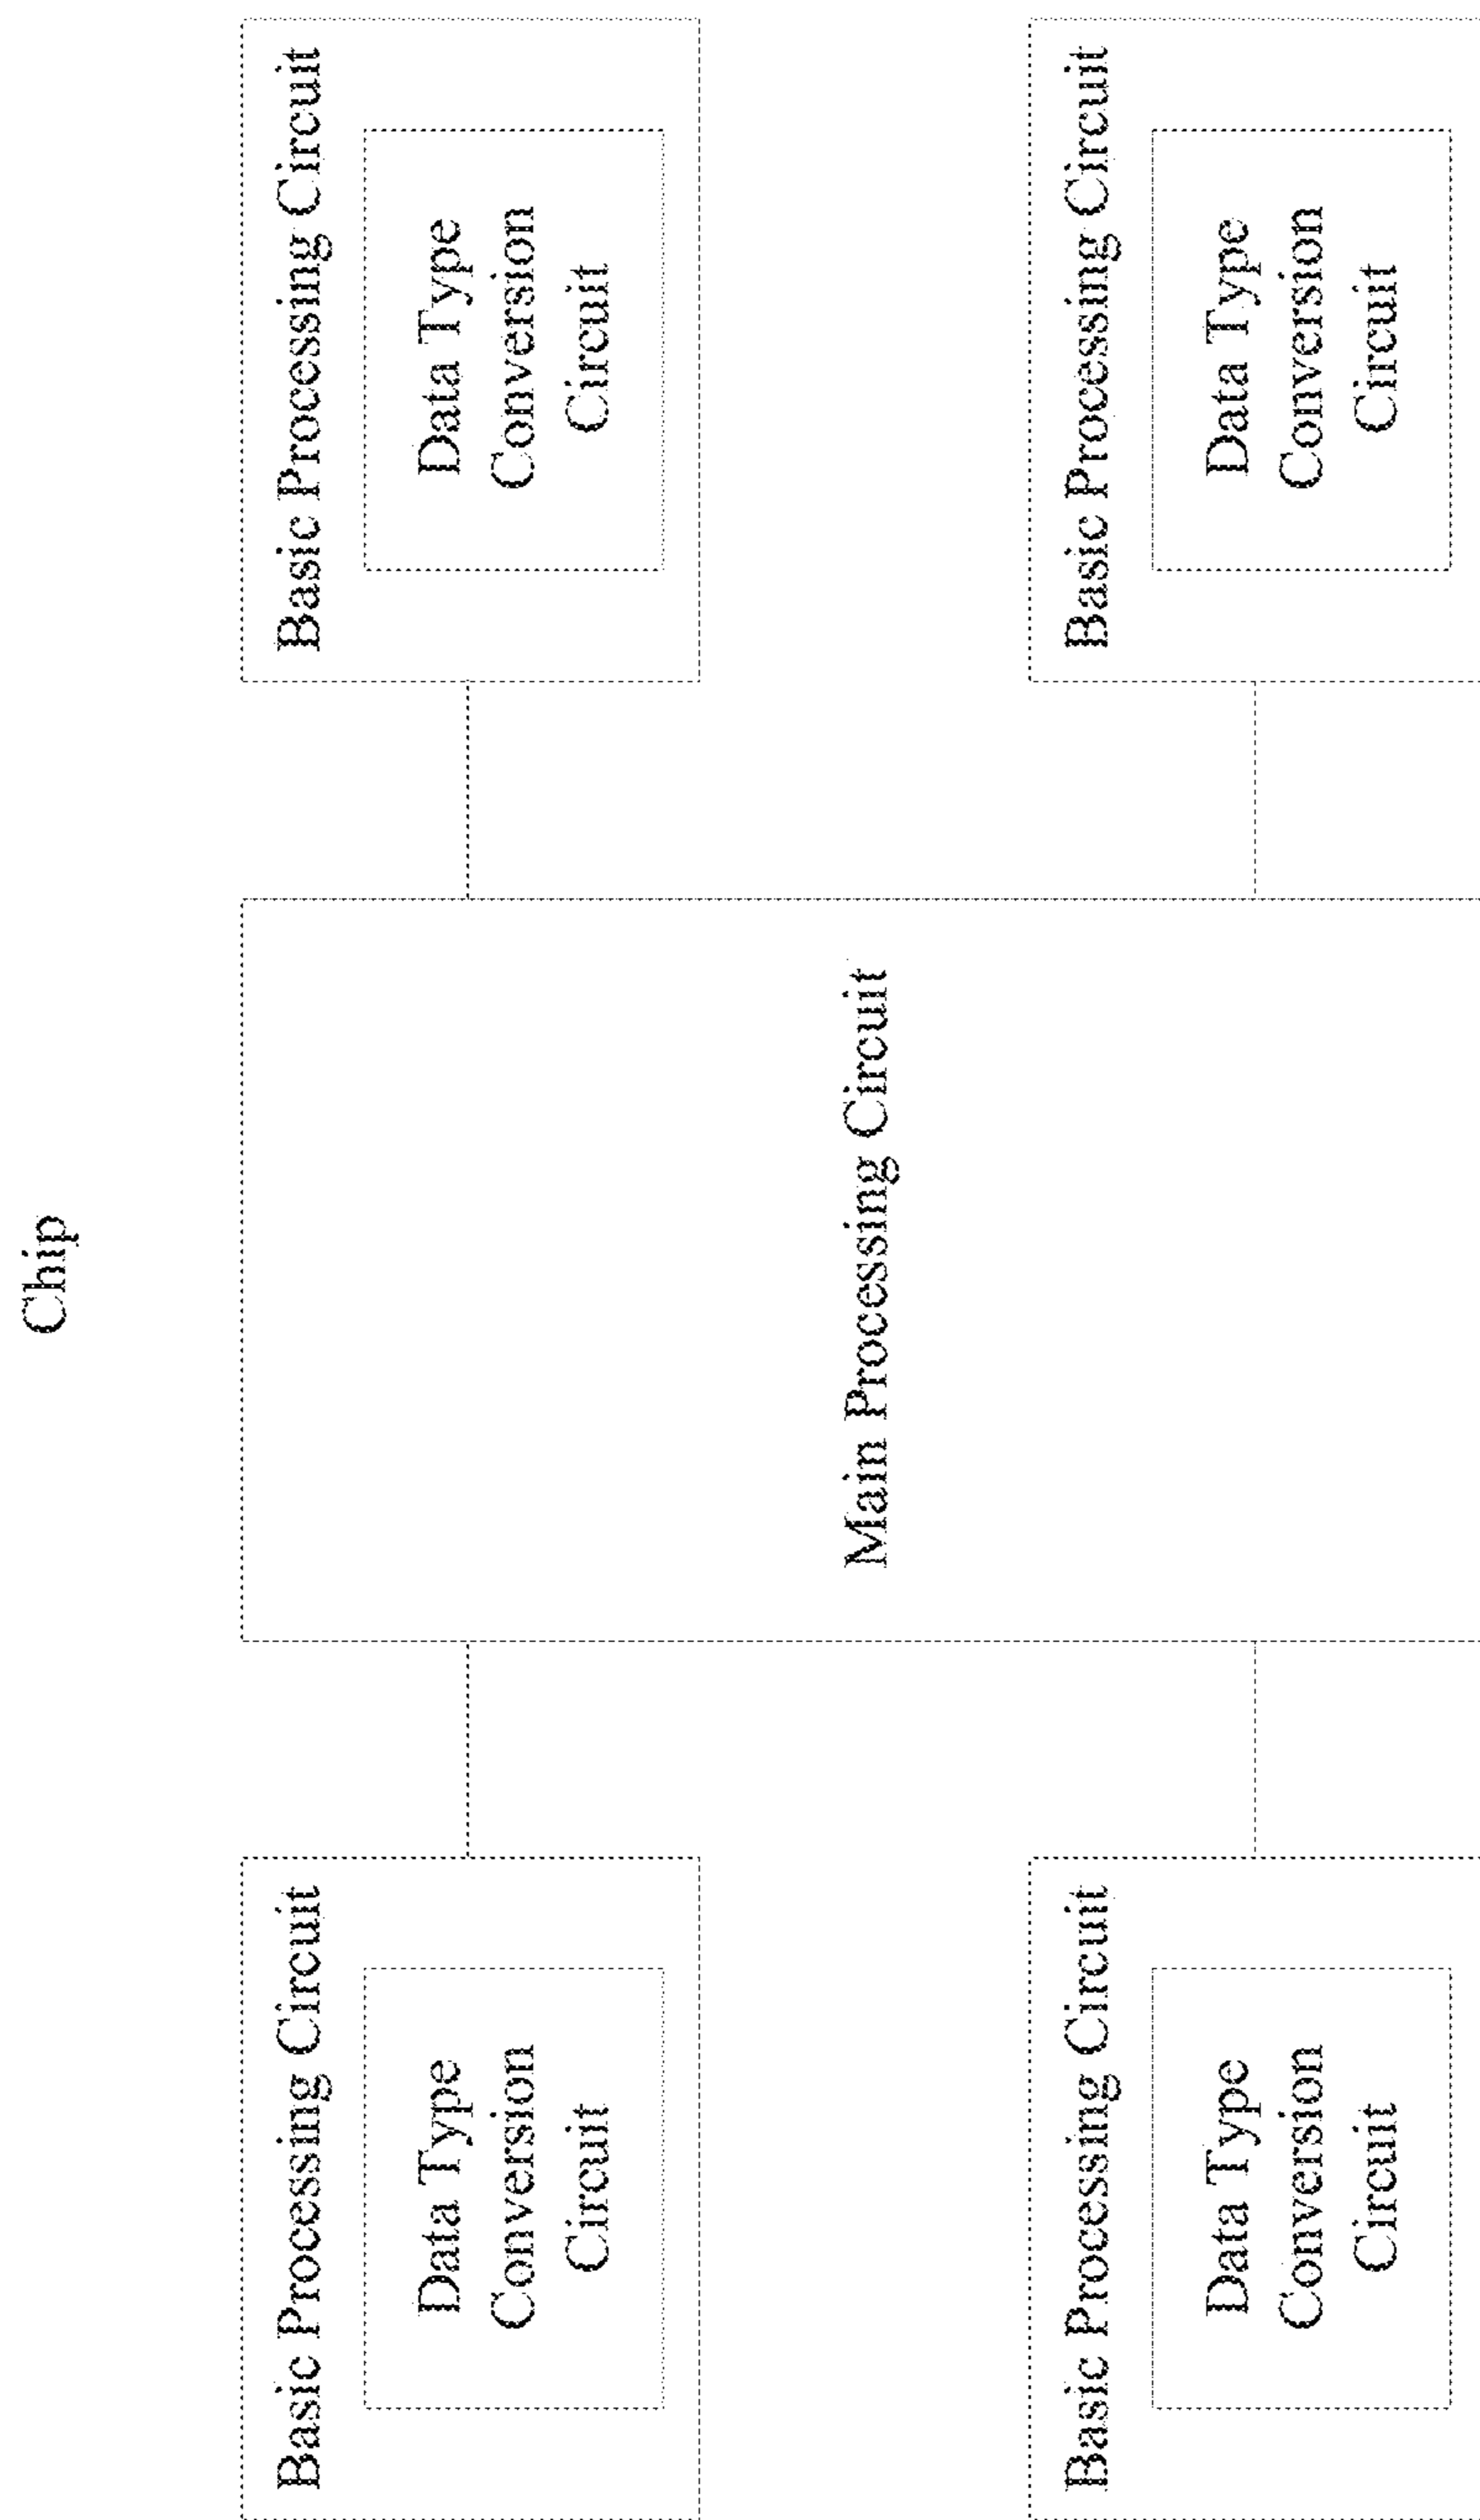 Chip
Basic Processing Circuit
Data Type
Conversion
Circuit
Main Processing Circuit
Basic Processing Circuit
Data Type
Conversion
Circuit
Basic Processing Circuit
Data Type
Conversion
Circuit
Basic Processing Circuit
Data Type
Conversion
Circuit